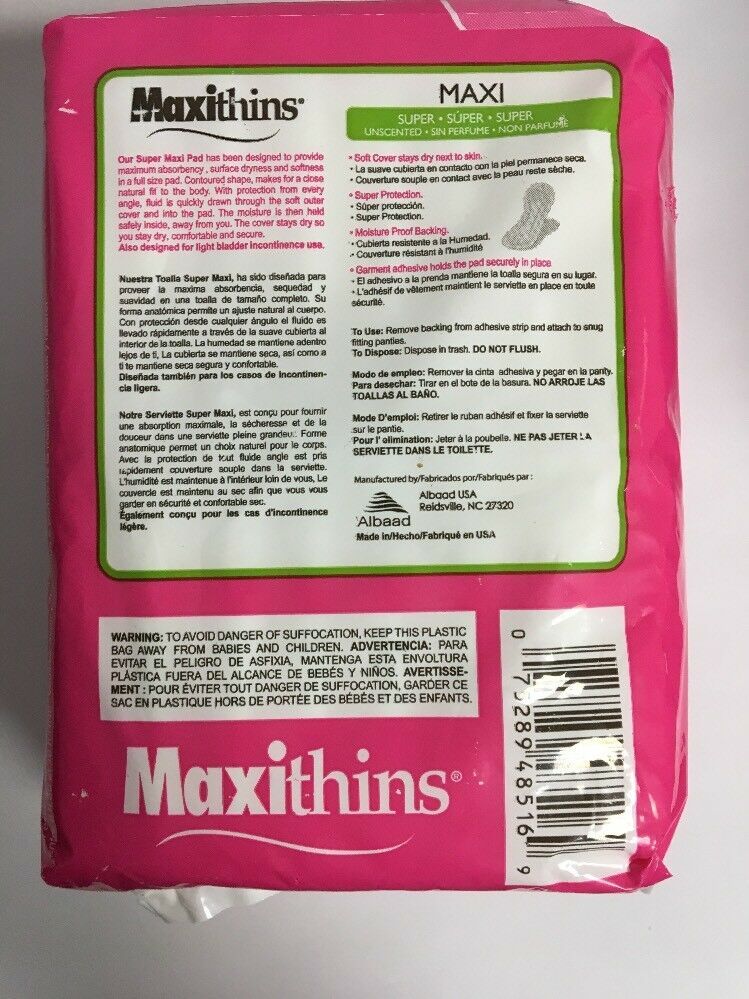 Maxithins®
Our Super Maxi Pad has been designed to provide
maximum absorbency, surface dryness and softness
in a full size pad. Contoured shape, makes for a close
natural fit to the body. With protection from every
angle, fluid is quickly drawn through the soft outer
cover and into the pad. The moisture is then held
safely inside, away from you. The cover stays dry so
you stay dry, comfortable and secure.
Also designed for light bladder incontinence use.
Nuestra Toalla Super Maxi, ha sido diseñada para
proveer la maxima absorbencia, sequedad y
suavidad en una toalla de tamaño completo. Su
forma anatómica permite un ajuste natural al cuerpo.
Con protección desde cualquier ángulo el fluido es
llevado rápidamente a través de la suave cubierta al
interior de la toalla. La humedad se mantiene adentro
lejos de ti, La cubierta se mantiene seca, así como a
ti te mantiene seca segura y confortable.
Diseñada también para los casos de Incontinen-
cia ligera.
Notre Serviette Super Maxi, est conçu pour fournir
une absorption maximale, la sécheresse et de la
douceur dans une serviette pleine grandeu. Forme
anatomique permet un choix naturel pour le corps.
Avec la protection de tout fluide angle est pris
rapidement couverture souple dans la serviette.
L'humidité est maintenue à l'intérieur loin de vous, Le
couvercle est maintenu au sec afin que vous vous
garder en sécurité et confortable sec.
Également conçu pour les cas d'incontinence
légère.
MAXI
SUPER • SÚPER • SUPER
UNSCENTED • SIN PERFUME • NON PARFUMÉ
• Soft Cover stays dry next to skin.
• La suave cubierta en contacto con la piel permanece seca.
• Couverture souple en contact avec la peau reste sèche.
• Super Protection.
• Súper protección.
• Super Protection.
• Moisture Proof Backing.
• Cubierta resistente a la Humedad.
• Couverture résistant à l'humidité
• Garment adhesive holds the pad securely in place
• El adhesivo a la prenda mantiene la toalla segura en su lugar.
• L'adhésif de vêtement maintient le serviette en place en toute
sécurité.
To Use: Remove backing from adhesive strip and attach to snug
fitting panties.
To Dispose: Dispose in trash. DO NOT FLUSH.
Modo de empleo: Remover la cinta adhesiva y pegar en la panty.
Para desechar: Tirar en el bote de la basura. NO ARROJE LAS
TOALLAS AL BAÑO.
Mode D'emploi: Retirer le ruban adhésif et fixer la serviette
sur le pantie.
Pour l' elimination: Jeter à la poubelle. NE PAS JETER LA
SERVIETTE DANS LE TOILETTE.
Manufactured by/Fabricados por/Fabriqués par :
Albaad
Albaad USA
Reidsville, NC 27320
Made in/Hecho/Fabriqué en USA
WARNING: TO AVOID DANGER OF SUFFOCATION, KEEP THIS PLASTIC
BAG AWAY FROM BABIES AND CHILDREN. ADVERTENCIA: PARA
EVITAR EL PELIGRO DE ASFIXIA, MANTENGA ESTA ENVOLTURA
PLÁSTICA FUERA DEL ALCANCE DE BEBÉS Y NIÑOS. AVERTISSE-
MENT : POUR ÉVITER TOUT DANGER DE SUFFOCATION, GARDER CE
SAC EN PLASTIQUE HORS DE PORTÉE DES BÉBÉS ET DES ENFANTS.
Maxithins®
0 73289 48516 9